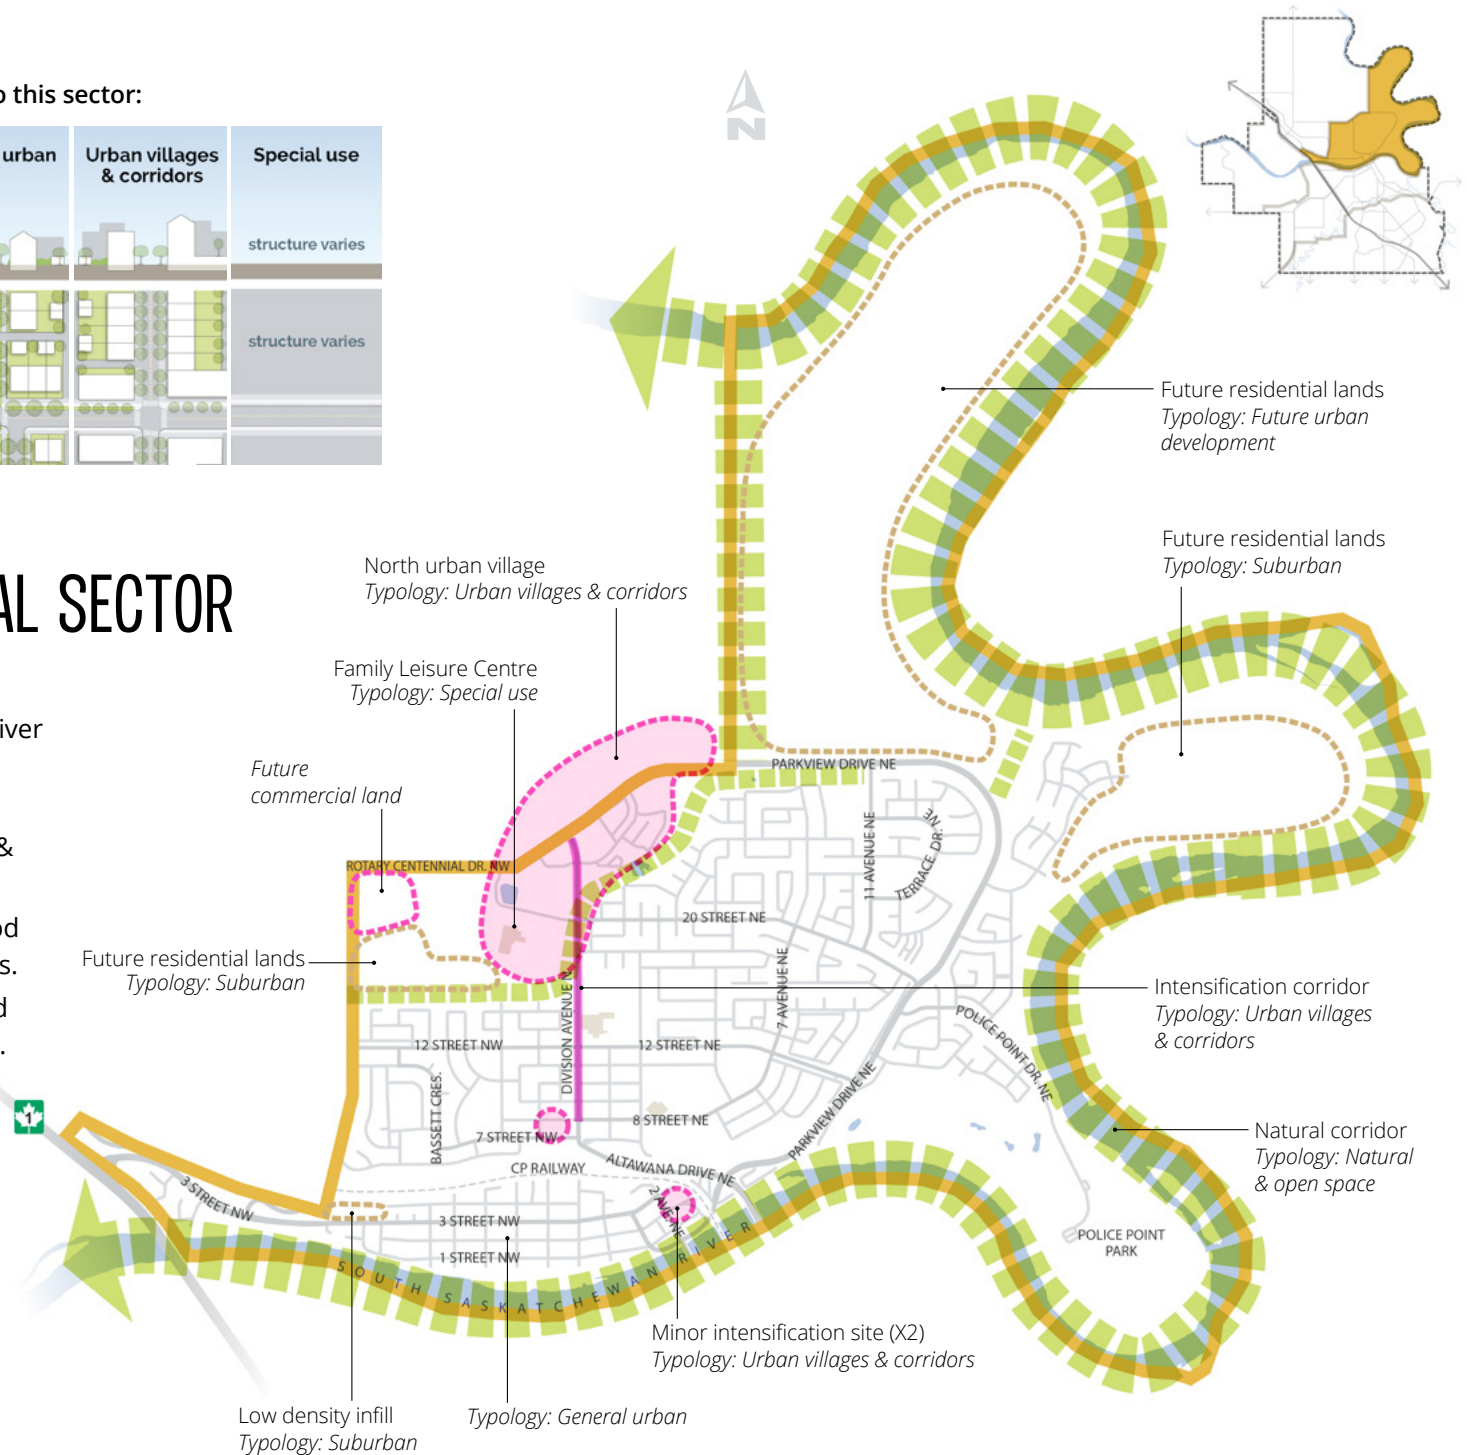 o this sector:
urban
Urban villages
& corridors
Special use
structure varies
structure varies
N
AL SECTOR
iver
&
od
s.
d
.
Future residential lands
Typology: Future urban
development
Future residential lands
Typology: Suburban
North urban village
Typology: Urban villages & corridors
Family Leisure Centre
Typology: Special use
Future
commercial land
Future residential lands
Typology: Suburban
ROTARY CENTENNIAL DR. NW
PARKVIEW DRIVE NE
11 AVENUE NE
TERRACE DR. NE
20 STREET NE
7 AVENUE NE
DIVISION AVENUE N
12 STREET NW
12 STREET NE
BASSETT CRES.
8 STREET NE
7 STREET NW
PARKVIEW DRIVE NE
POLICE POINT DR. NE
CP RAILWAY
ALTAWANA DRIVE NE
2 AVE. NE
3 STREET NW
3 STREET NW
1 STREET NW
SOUTH SASKATCHEWAN RIVER
POLICE POINT
PARK
1
Intensification corridor
Typology: Urban villages
& corridors
Natural corridor
Typology: Natural
& open space
Minor intensification site (X2)
Typology: Urban villages & corridors
Low density infill
Typology: Suburban
Typology: General urban